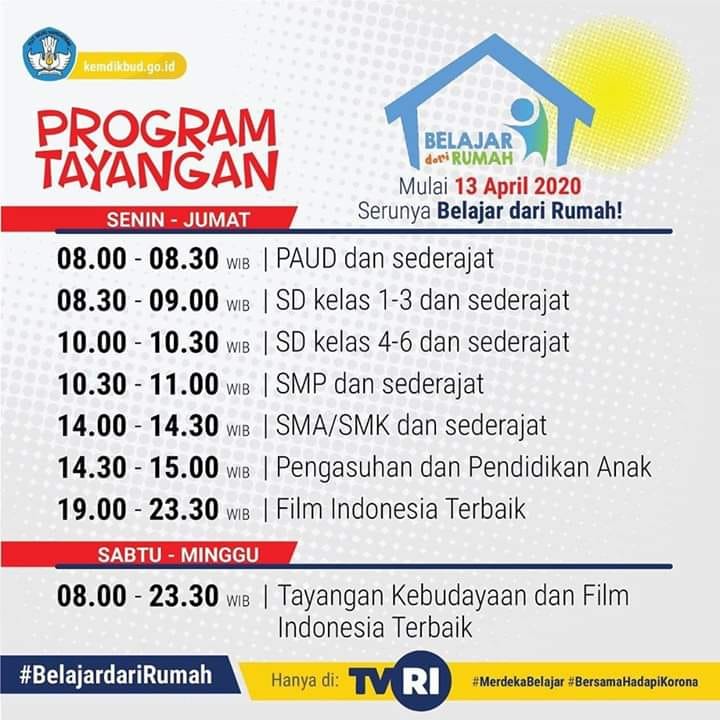 kemdikbud.go.id
PROGRAM
TAYANGAN
BELAJAR
dari RUMAH
Mulai 13 April 2020
Serunya Belajar dari Rumah!
SENIN - JUMAT
08.00 - 08.30 WIB | PAUD dan sederajat
08.30 - 09.00 WIB | SD kelas 1-3 dan sederajat
10.00 - 10.30 WIB | SD kelas 4-6 dan sederajat
10.30 - 11.00 WIB | SMP dan sederajat
14.00 - 14.30 WIB | SMA/SMK dan sederajat
14.30 - 15.00 WIB | Pengasuhan dan Pendidikan Anak
19.00 - 23.30 WIB | Film Indonesia Terbaik
SABTU - MINGGU
08.00 - 23.30 WIB | Tayangan Kebudayaan dan Film
Indonesia Terbaik
#BelajardariRumah
Hanya di: TVRI
#MerdekaBelajar #BersamaHadapiKorona